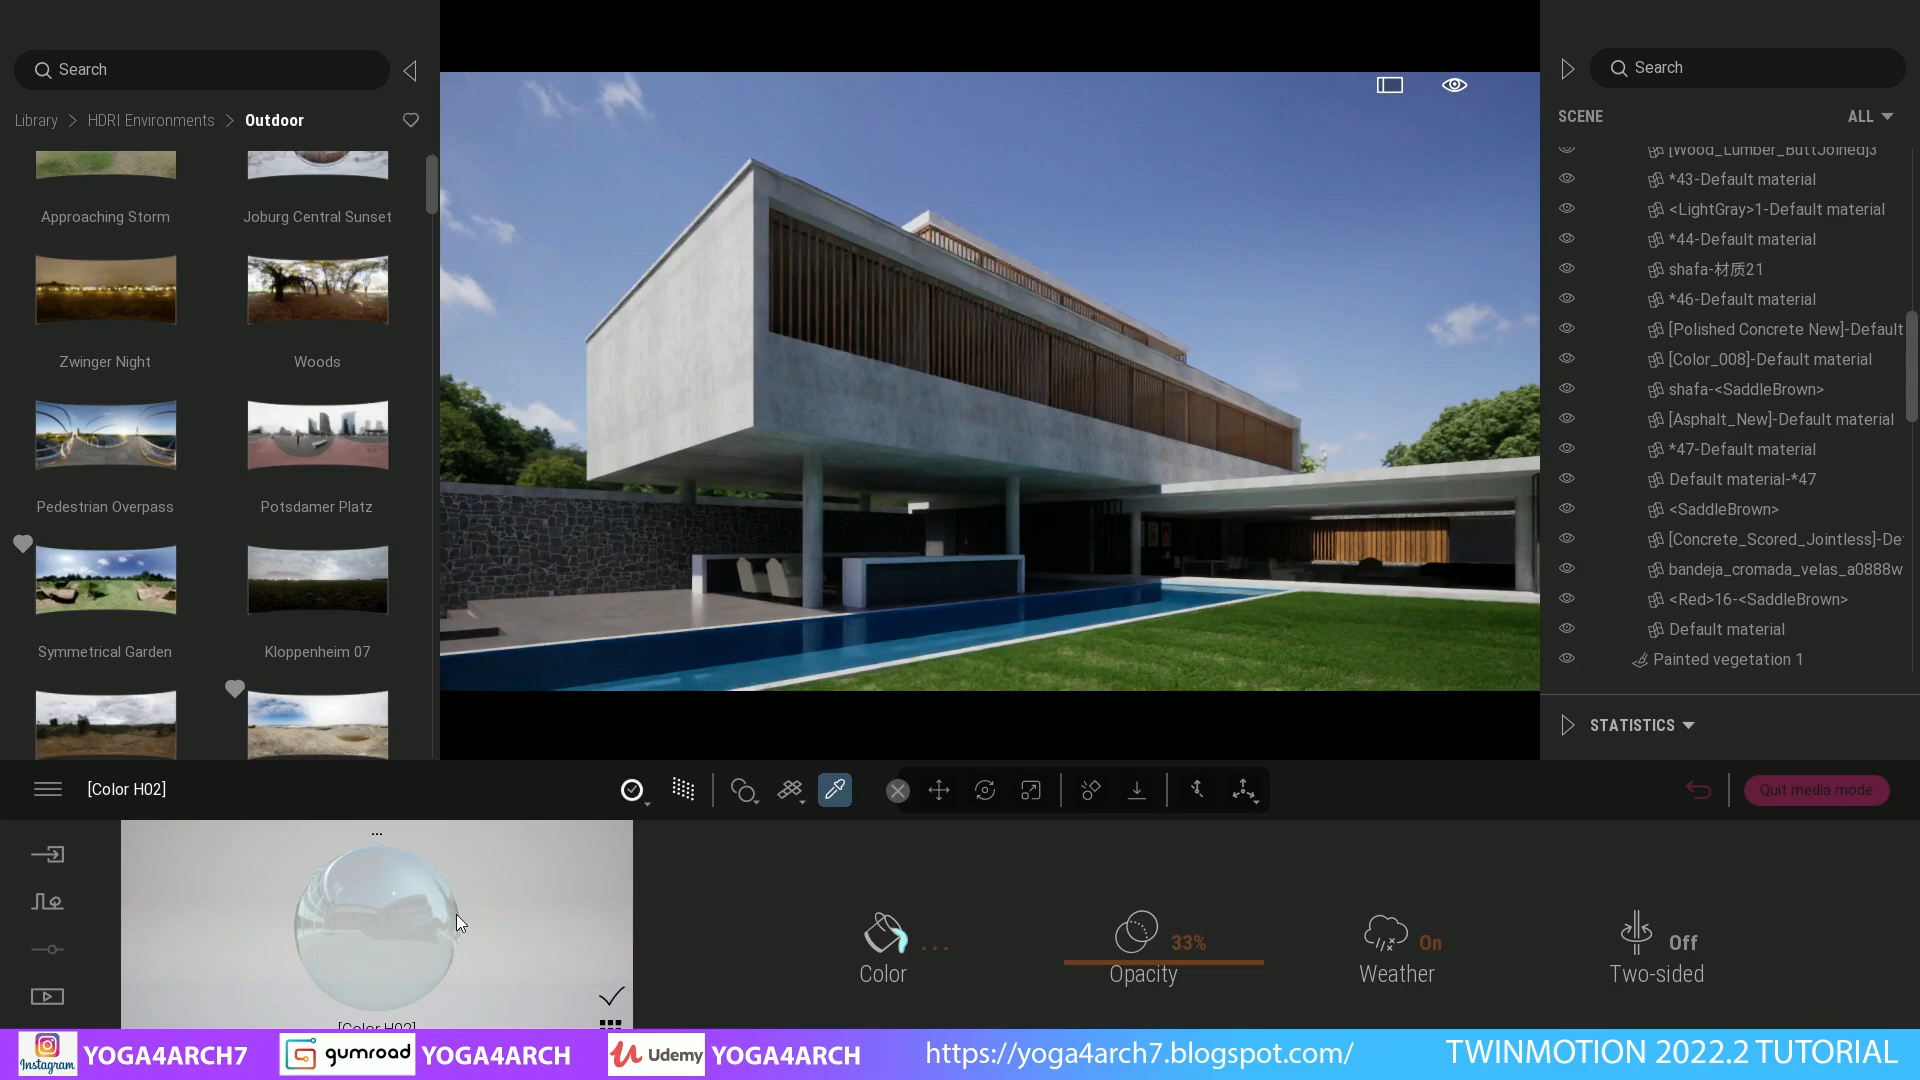 Search
Library HDRI Environments Outdoor
Approaching Storm
Joburg Central Sunset
Zwinger Night
Woods
Pedestrian Overpass
Potsdamer Platz
Symmetrical Garden
Kloppenheim 07
Search
SCENE
ALL
[Wood_Lumber_ButtJoined]3
*43-Default material
<LightGray>1-Default material
*44-Default material
shafa-材质21
*46-Default material
[Polished Concrete New]-Default
[Color_008]-Default material
shafa-<SaddleBrown>
[Asphalt_New]-Default material
*47-Default material
Default material-*47
<SaddleBrown>
[Concrete_Scored_Jointless]-De
bandeja_cromada_velas_a0888w
<Red>16-<SaddleBrown>
Default material
Painted vegetation 1
STATISTICS
[Color H02]
Quit media mode
...
[Color H02]
...
Color
33%
Opacity
On
Weather
Off
Two-sided
Instagram YOGA4ARCH7
gumroad YOGA4ARCH
Udemy YOGA4ARCH
https://yoga4arch7.blogspot.com/
TWINMOTION 2022.2 TUTORIAL